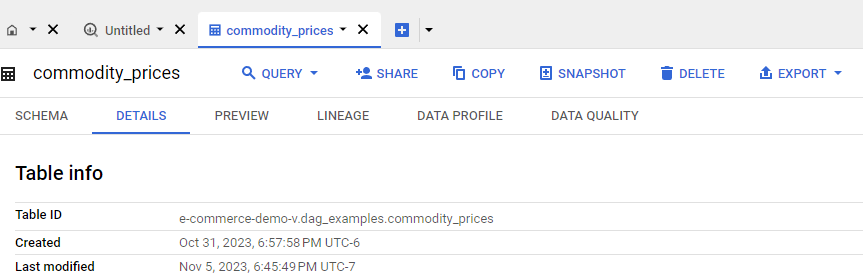 Untitled commodity_prices
commodity_prices QUERY SHARE COPY SNAPSHOT DELETE EXPORT
SCHEMA DETAILS PREVIEW LINEAGE DATA PROFILE DATA QUALITY
Table info
Table ID e-commerce-demo-v.dag_examples.commodity_prices
Created Oct 31, 2023, 6:57:58 PM UTC-6
Last modified Nov 5, 2023, 6:45:49 PM UTC-7